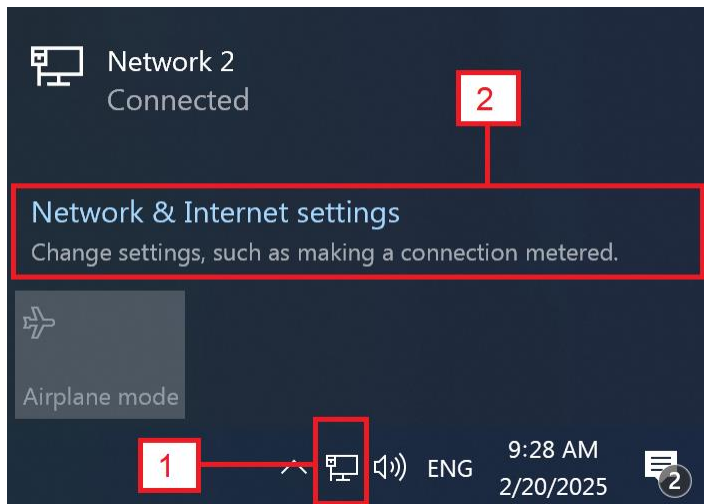 Network 2
Connected
2
Network & Internet settings
Change settings, such as making a connection metered.
Airplane mode
1
ENG
9:28 AM
2/20/2025
2